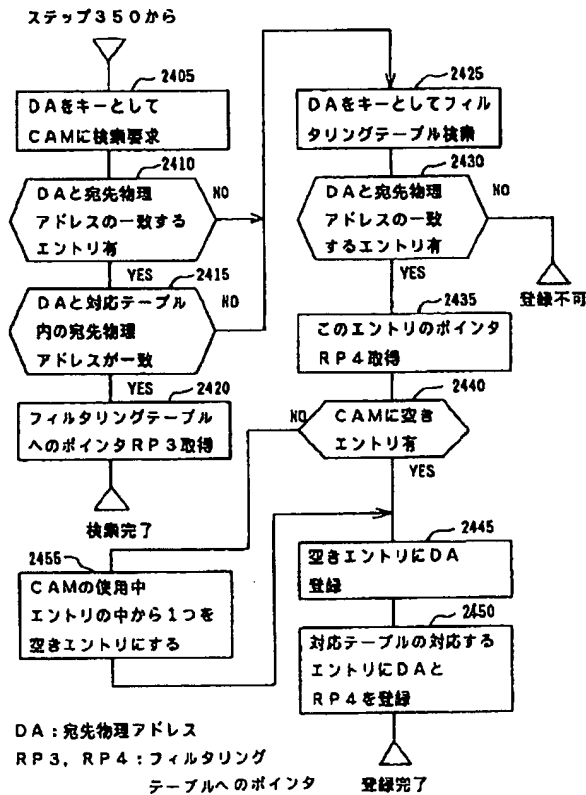 ステップ350から
2405
DAをキーとして
CAMに検索要求
2410
DAと宛先物理
アドレスの一致する
エントリ有
NO
YES
2415
DAと対応テーブル
内の宛先物理
アドレスが一致
NO
YES
2420
フィルタリングテーブル
へのポインタRP3取得
検索完了
2425
DAをキーとしてフィル
タリングテーブル検索
2430
DAと宛先物理
アドレスの一致
するエントリ有
NO
登録不可
YES
2435
このエントリのポインタ
RP4取得
2440
NO
CAMに空き
エントリ有
YES
2445
空きエントリにDA
登録
2450
対応テーブルの対応する
エントリにDAと
RP4を登録
登録完了
2455
CAMの使用中
エントリの中から1つを
空きエントリにする
DA:宛先物理アドレス
RP3,RP4:フィルタリング
テーブルへのポインタ